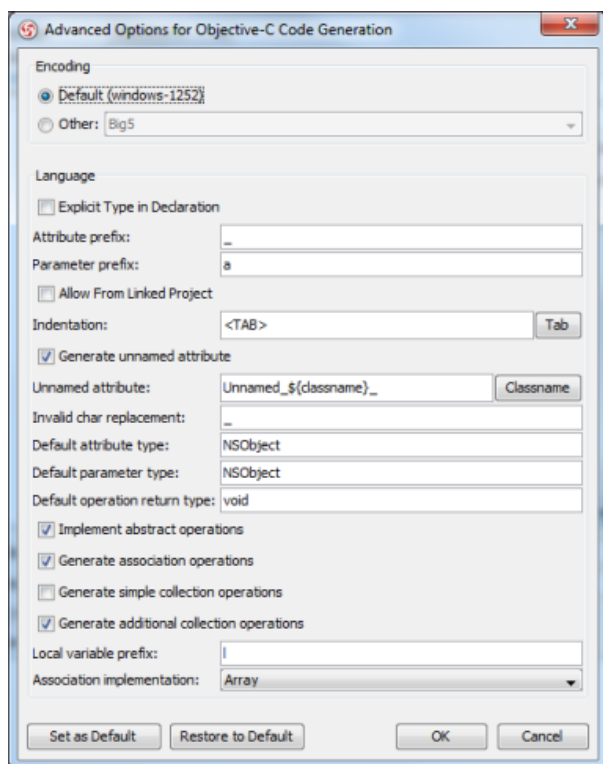 Advanced Options for Objective-C Code Generation
Encoding
Default (windows-1252)
Other: Big5
Language
Explicit Type in Declaration
Attribute prefix: _
Parameter prefix: a
Allow From Linked Project
Indentation: <TAB> Tab
Generate unnamed attribute
Unnamed attribute: Unnamed_${classname}_ Classname
Invalid char replacement: _
Default attribute type: NSObject
Default parameter type: NSObject
Default operation return type: void
Implement abstract operations
Generate association operations
Generate simple collection operations
Generate additional collection operations
Local variable prefix: l
Association implementation: Array
Set as Default Restore to Default OK Cancel